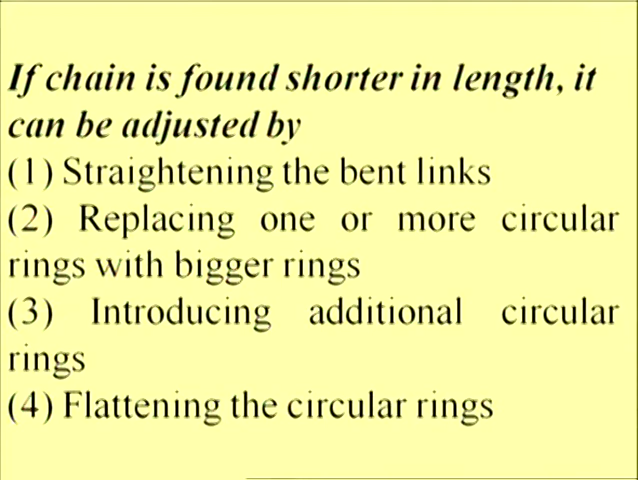 If chain is found shorter in length, it
can be adjusted by
(1) Straightening the bent links
(2) Replacing one or more circular
rings with bigger rings
(3) Introducing additional circular
rings
(4) Flattening the circular rings